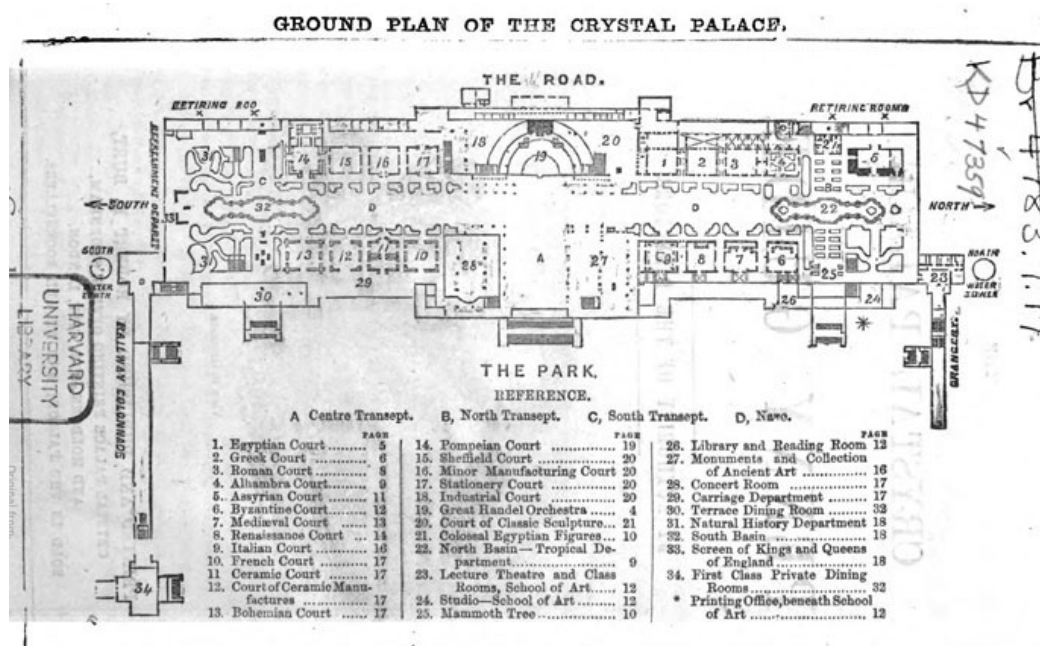 GROUND PLAN OF THE CRYSTAL PALACE.
KD 47359
THE ROAD.
RETIRING ROO
RETIRING ROOMS
SOUTH
NORTH
SOUTH
NORTH
WATER TOWER
RAILWAY COLONNADE
HARVARD
UNIVERSITY
LIBRARY
THE PARK.
REFERENCE.
A Centre Transept. B, North Transept. C, South Transept. D, Nave.
PAGE
1. Egyptian Court ........ 5
2. Greek Court ............ 6
3. Roman Court ........... 8
4. Alhambra Court ........ 9
5. Assyrian Court ........ 11
6. Byzantine Court ....... 12
7. Mediæval Court ....... 13
8. Renaissance Court ... 14
9. Italian Court ........... 16
10. French Court ......... 17
11 Ceramic Court ........ 17
12. Court of Ceramic Manu-
factures ............... 17
13. Bohemian Court ...... 17
PAGE
14. Pompeian Court ............ 19
15. Sheffield Court .............. 20
16. Minor Manufacturing Court 20
17. Stationery Court ............ 20
18. Industrial Court ............. 20
19. Great Handel Orchestra ...... 4
20. Court of Classic Sculpture... 21
21. Colossal Egyptian Figures... 10
22. North Basin—Tropical De-
partment..................... 9
23. Lecture Theatre and Class
Rooms, School of Art...... 12
24. Studio—School of Art...... 12
25. Mammoth Tree ............. 10
PAGE
26. Library and Reading Room 12
27. Monuments and Collection
of Ancient Art ............ 16
28. Concert Room ............ 17
29. Carriage Department ...... 17
30. Terrace Dining Room ...... 32
31. Natural History Department 18
32. South Basin ................ 18
33. Screen of Kings and Queens
of England .................. 18
34. First Class Private Dining
Rooms ..................... 32
* Printing Office, beneath School
of Art ....................... 12